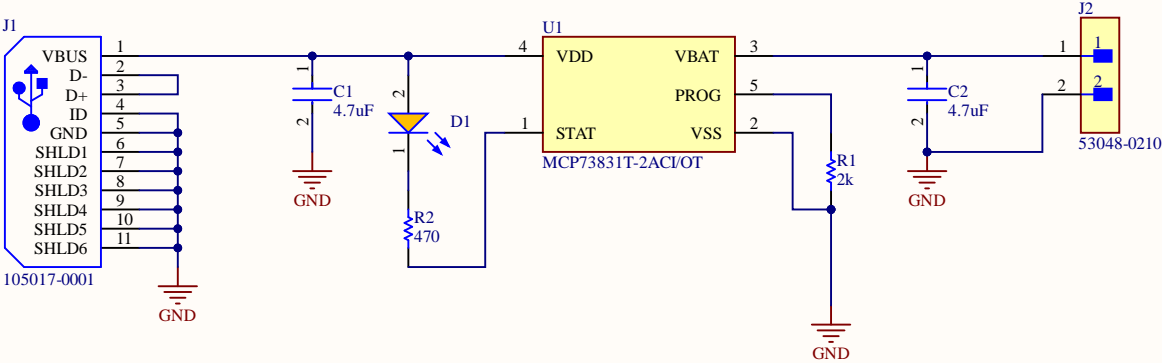 J1
VBUS 1
D- 2
D+ 3
ID 4
GND 5
SHLD1 6
SHLD2 7
SHLD3 8
SHLD4 9
SHLD5 10
SHLD6 11
105017-0001
GND
1
C1
4.7uF
2
GND
2
D1
1
R2
470
U1
4 VDD VBAT 3
PROG 5
1 STAT VSS 2
MCP73831T-2ACI/OT
R1
2k
GND
1
C2
4.7uF
2
GND
J2
1 1
2 2
53048-0210